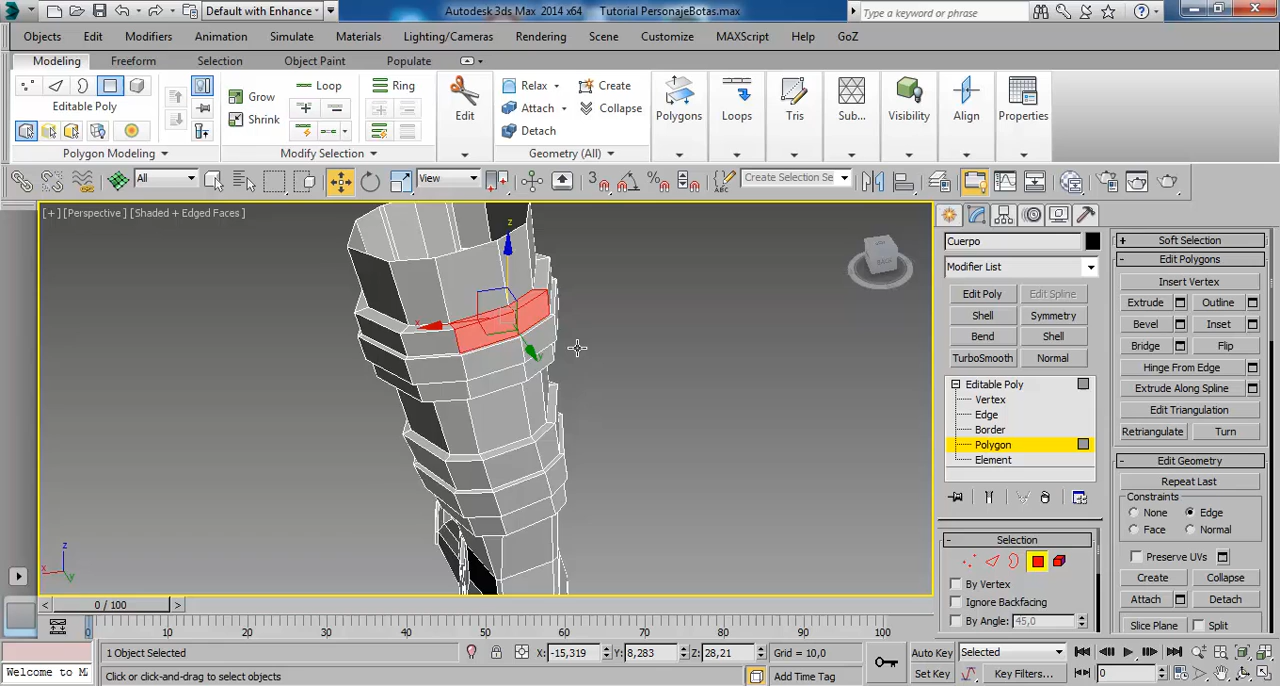 Default with Enhance
Autodesk 3ds Max 2014 x64 Tutorial PersonajeBotas.max
Type a keyword or phrase
Objects Edit Modifiers Animation Simulate Materials Lighting/Cameras Rendering Scene Customize MAXScript Help GoZ
Modeling Freeform Selection Object Paint Populate
Loop Ring Relax Create
Grow Attach Collapse
Editable Poly Shrink Edit Detach Polygons Loops Tris Sub... Visibility Align Properties
Polygon Modeling Modify Selection Geometry (All)
All View 3 Create Selection Se
[+] [Perspective] [Shaded + Edged Faces]
BACK
z
x
y
z
x
y
Cuerpo
Modifier List
Edit Poly Edit Spline
Shell Symmetry
Bend Shell
TurboSmooth Normal
Editable Poly
Vertex
Edge
Border
Polygon
Element
- Selection
By Vertex
Ignore Backfacing
By Angle: 45,0
+ Soft Selection
- Edit Polygons
Insert Vertex
Extrude Outline
Bevel Inset
Bridge Flip
Hinge From Edge
Extrude Along Spline
Edit Triangulation
Retriangulate Turn
- Edit Geometry
Repeat Last
Constraints
None Edge
Face Normal
Preserve UVs
Create Collapse
Attach Detach
Slice Plane Split
< 0 / 100 >
0 10 20 30 40 50 60 70 80 90 100
1 Object Selected X: -15,319 Y: 8,283 Z: 28,21 Grid = 10,0 Auto Key Selected
Welcome to M Click or click-and-drag to select objects Add Time Tag Set Key Key Filters... 0